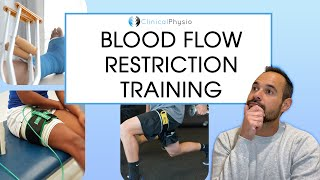 ClinicalPhysio
BLOOD FLOW
RESTRICTION
TRAINING